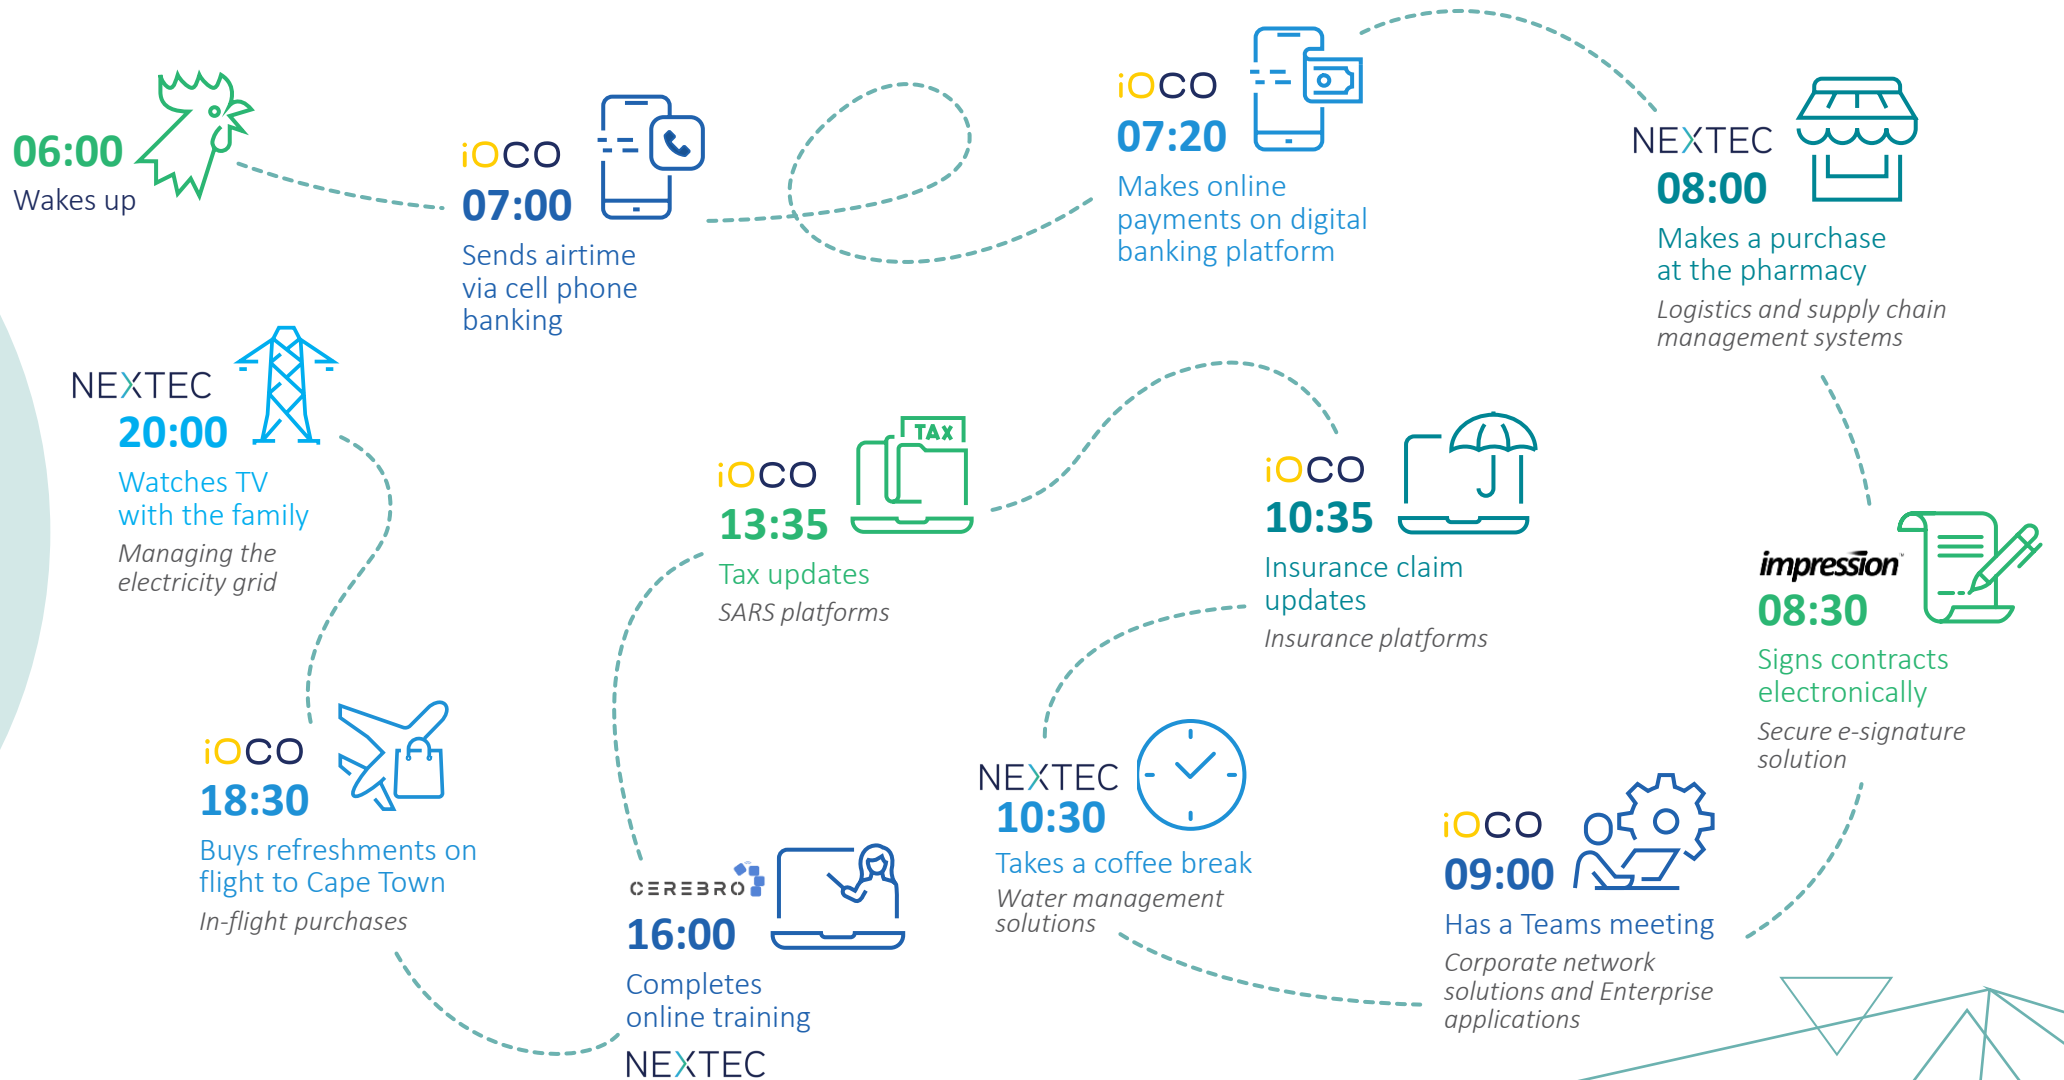 06:00
Wakes up
iOCO
07:00
Sends airtime
via cell phone
banking
iOCO
07:20
Makes online
payments on digital
banking platform
NEXTEC
08:00
Makes a purchase
at the pharmacy
Logistics and supply chain
management systems
impression™
08:30
Signs contracts
electronically
Secure e-signature
solution
iOCO
09:00
Has a Teams meeting
Corporate network
solutions and Enterprise
applications
NEXTEC
10:30
Takes a coffee break
Water management
solutions
iOCO
10:35
Insurance claim
updates
Insurance platforms
TAX
iOCO
13:35
Tax updates
SARS platforms
CEREBRO
16:00
Completes
online training
NEXTEC
iOCO
18:30
Buys refreshments on
flight to Cape Town
In-flight purchases
NEXTEC
20:00
Watches TV
with the family
Managing the
electricity grid